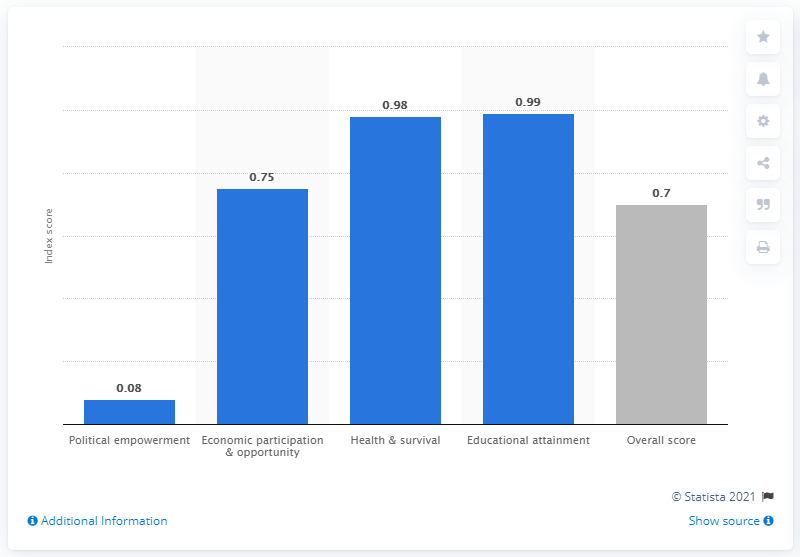 0.99
0.98
0.75
0.7
0.08
Index score
Political empowerment
Economic participation
& opportunity
Health & survival
Educational attainment
Overall score
© Statista 2021
Additional Information
Show source